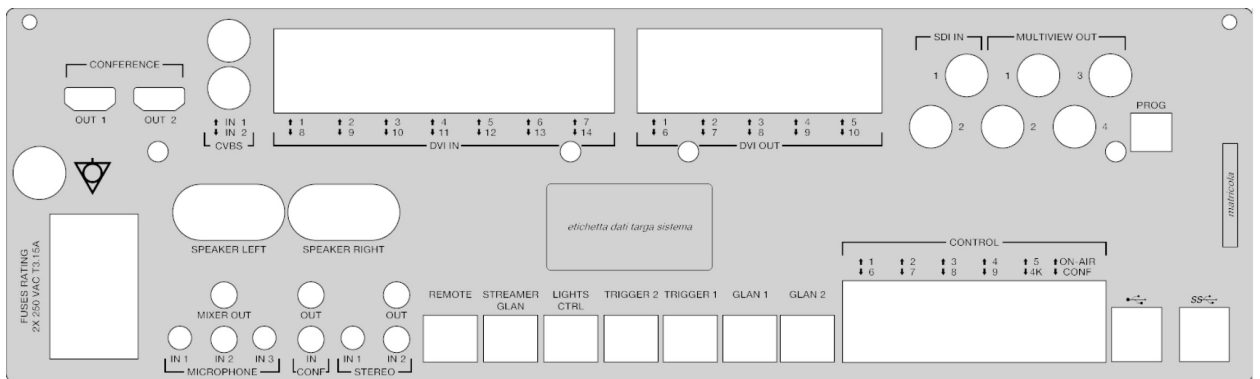 CONFERENCE
OUT 1 OUT 2
IN 1
IN 2
CVBS
1 2 3 4 5 6 7
8 9 10 11 12 13 14
DVI IN
1 2 3 4 5
6 7 8 9 10
DVI OUT
SDI IN MULTIVIEW OUT
1 1 3
2 2 4
PROG
matricola
FUSES RATING
2X 250 VAC T3.15A
SPEAKER LEFT SPEAKER RIGHT
etichetta dati targa sistema
MIXER OUT OUT OUT
IN 1 IN 2 IN 3 IN IN 1 IN 2
MICROPHONE CONF STEREO
REMOTE STREAMER GLAN LIGHTS CTRL TRIGGER 2 TRIGGER 1 GLAN 1 GLAN 2
CONTROL
1 2 3 4 5 ON-AIR
6 7 8 9 4K CONF
SS